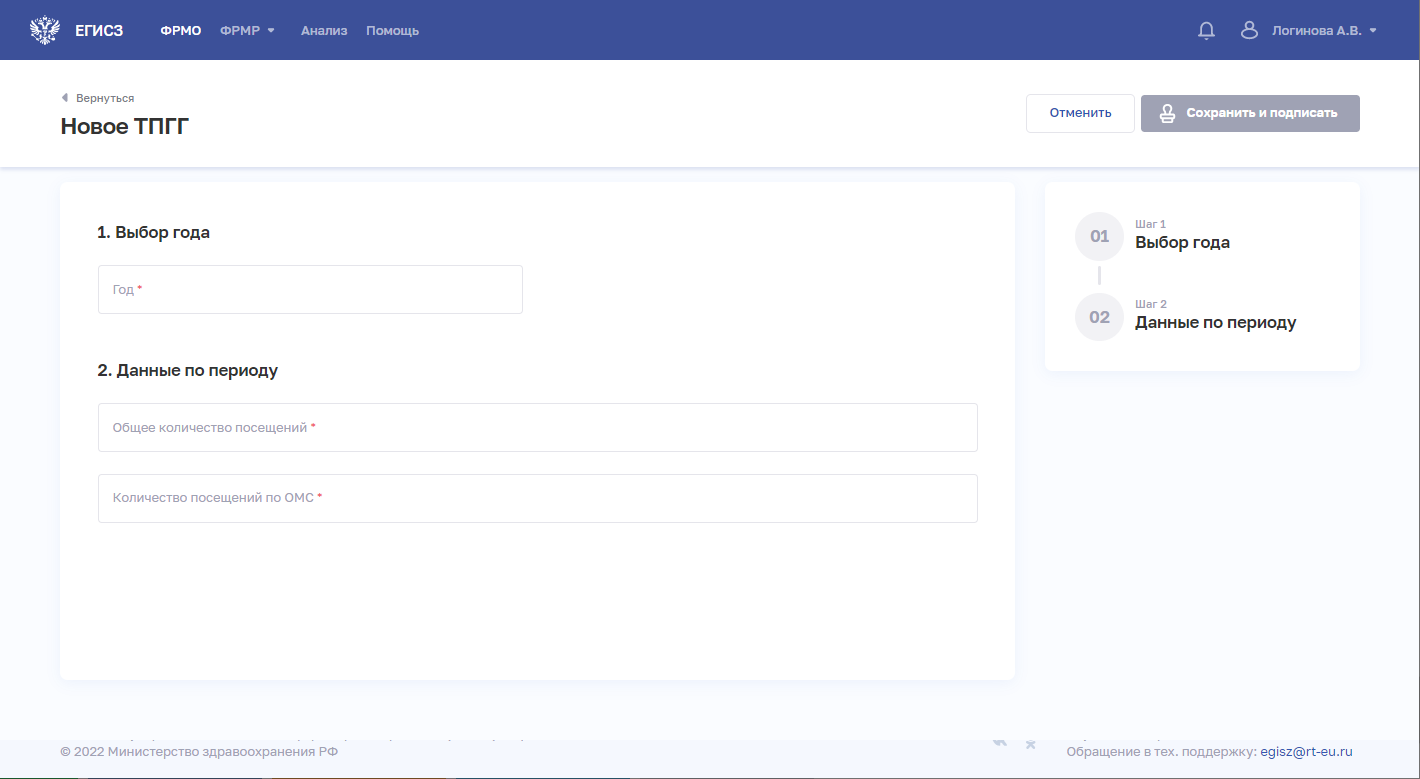 ЕГИСЗ ФРМО ФРМР Анализ Помощь Логинова А.В.
Вернуться
Новое ТПГГ
Отменить Сохранить и подписать
1. Выбор года
Год *
2. Данные по периоду
Общее количество посещений *
Количество посещений по ОМС *
01 Шаг 1
Выбор года
02 Шаг 2
Данные по периоду
© 2022 Министерство здравоохранения РФ
Обращение в тех. поддержку: egisz@rt-eu.ru